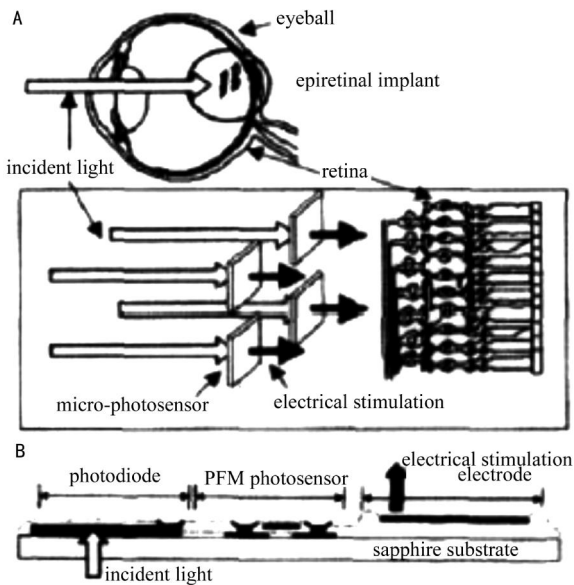 A
eyeball
epiretinal implant
incident light
retina
micro-photosensor
electrical stimulation
B
electrical stimulation
photodiode
PFM photosensor
electrode
sapphire substrate
incident light